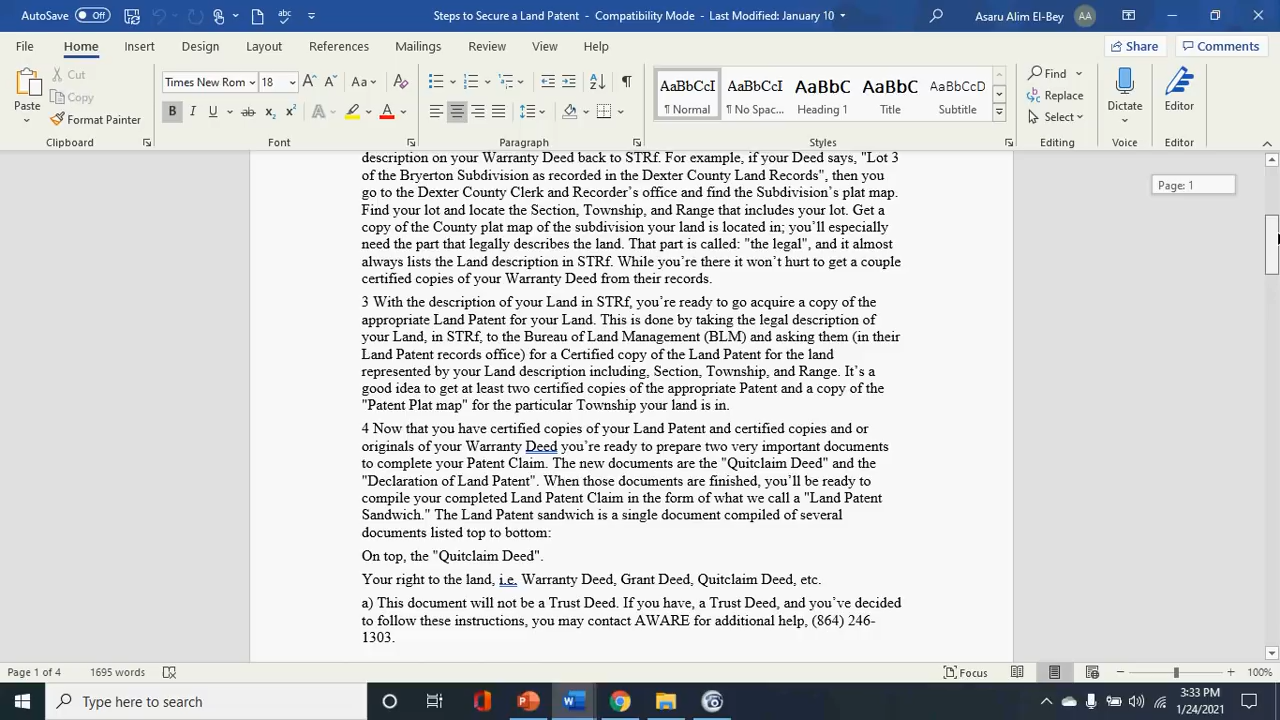 AutoSave Off
Steps to Secure a Land Patent - Compatibility Mode - Last Modified: January 10
Asaru Alim El-Bey AA
File Home Insert Design Layout References Mailings Review View Help Share Comments
Paste Cut Copy Format Painter
Times New Rom 18
AaBbCcI AaBbCcI AaBbC AaBbC AaBbCcD
¶ Normal ¶ No Spac... Heading 1 Title Subtitle
Find Replace Select Dictate Editor
Clipboard Font Paragraph Styles Editing Voice Editor
Page: 1
description on your Warranty Deed back to STRf. For example, if your Deed says, "Lot 3
of the Bryerton Subdivision as recorded in the Dexter County Land Records", then you
go to the Dexter County Clerk and Recorder's office and find the Subdivision's plat map.
Find your lot and locate the Section, Township, and Range that includes your lot. Get a
copy of the County plat map of the subdivision your land is located in; you'll especially
need the part that legally describes the land. That part is called: "the legal", and it almost
always lists the Land description in STRf. While you're there it won't hurt to get a couple
certified copies of your Warranty Deed from their records.
3 With the description of your Land in STRf, you're ready to go acquire a copy of the
appropriate Land Patent for your Land. This is done by taking the legal description of
your Land, in STRf, to the Bureau of Land Management (BLM) and asking them (in their
Land Patent records office) for a Certified copy of the Land Patent for the land
represented by your Land description including, Section, Township, and Range. It's a
good idea to get at least two certified copies of the appropriate Patent and a copy of the
"Patent Plat map" for the particular Township your land is in.
4 Now that you have certified copies of your Land Patent and certified copies and or
originals of your Warranty Deed you're ready to prepare two very important documents
to complete your Patent Claim. The new documents are the "Quitclaim Deed" and the
"Declaration of Land Patent". When those documents are finished, you'll be ready to
compile your completed Land Patent Claim in the form of what we call a "Land Patent
Sandwich." The Land Patent sandwich is a single document compiled of several
documents listed top to bottom:
On top, the "Quitclaim Deed".
Your right to the land, i.e. Warranty Deed, Grant Deed, Quitclaim Deed, etc.
a) This document will not be a Trust Deed. If you have, a Trust Deed, and you've decided
to follow these instructions, you may contact AWARE for additional help, (864) 246-
1303.
Page 1 of 4 1695 words Focus 100%
Type here to search
3:33 PM
1/24/2021